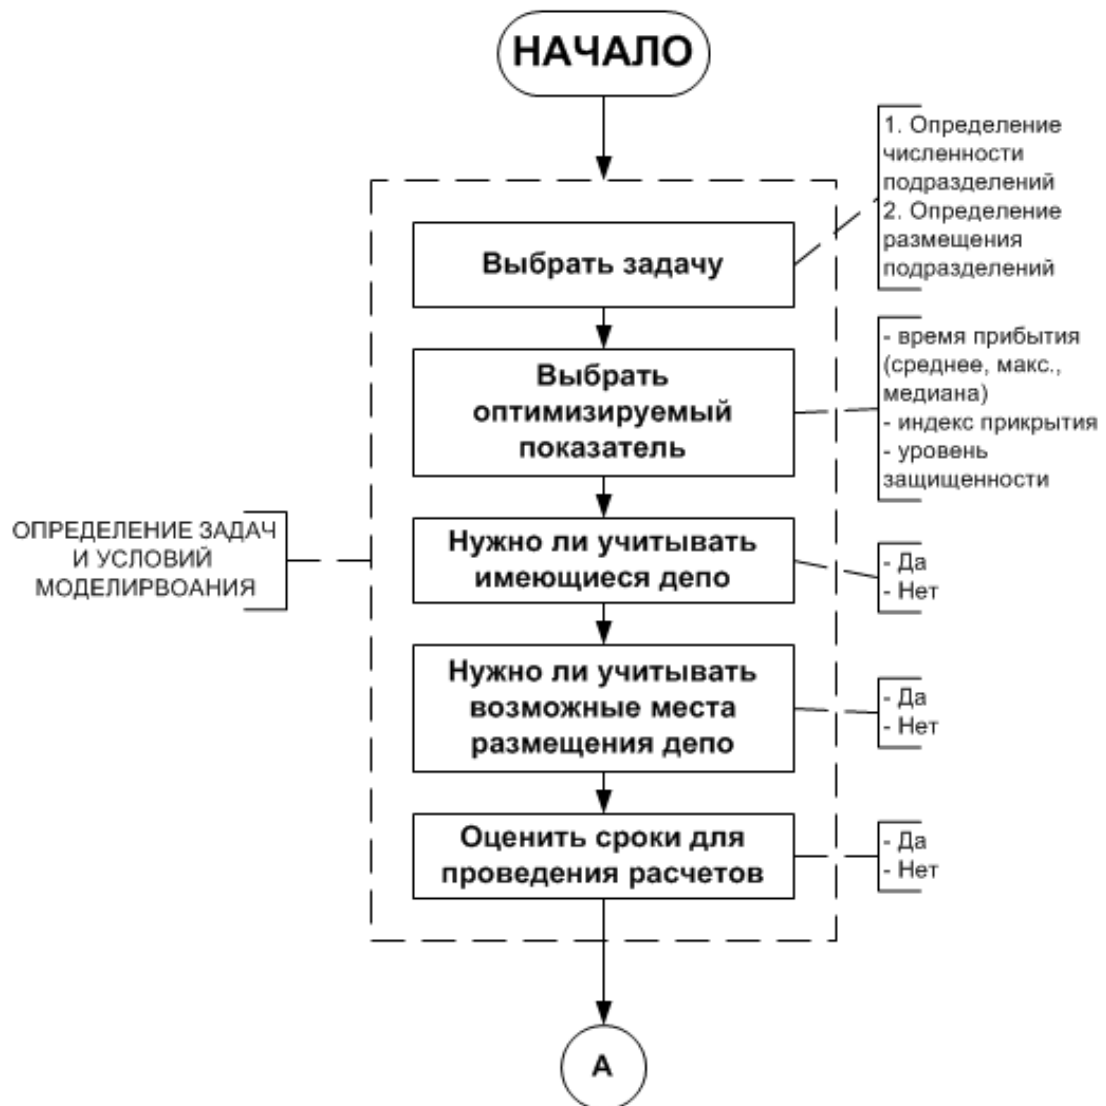 НАЧАЛО
1. Определение
численности
подразделений
2. Определение
размещения
подразделений
Выбрать задачу
Выбрать
оптимизируемый
показатель
- время прибытия
(среднее, макс.,
медиана)
- индекс прикрытия
- уровень
защищенности
ОПРЕДЕЛЕНИЕ ЗАДАЧ
И УСЛОВИЙ
МОДЕЛИРВОАНИЯ
Нужно ли учитывать
имеющиеся депо
- Да
- Нет
Нужно ли учитывать
возможные места
размещения депо
- Да
- Нет
Оценить сроки для
проведения расчетов
- Да
- Нет
А